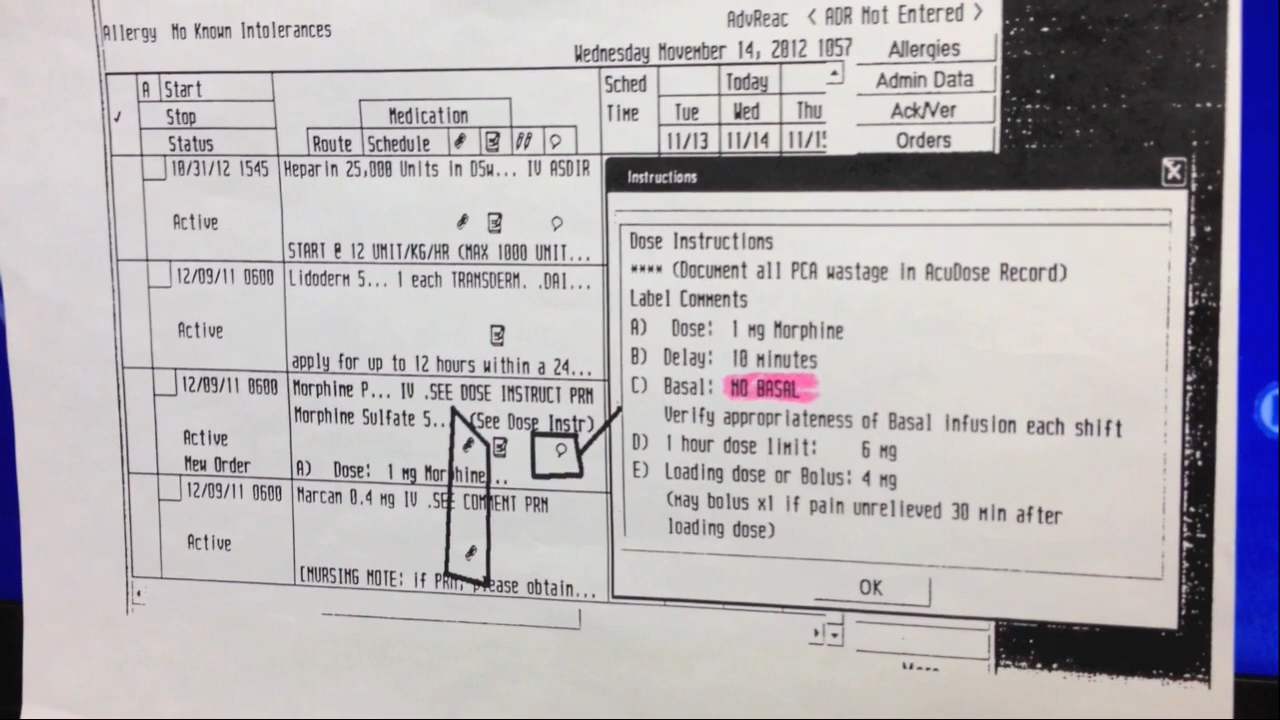 AdvReac < ADR Not Entered >
Allergy No Known Intolerances
Wednesday November 14, 2012 1057
Allergies
A Start
Sched
Today
Admin Data
Stop
Medication
Time
Tue
Wed
Thu
Ack/Ver
Status
Route
Schedule
11/13
11/14
Orders
10/31/12 1545
Heparin 25,000 Units in D5w... IV ASDIR
Active
START @ 12 UNIT/KG/HR (MAX 1000 UNIT...
12/09/11 0600
Lidoderm 5... 1 each TRANSDERM. .DAI...
Active
apply for up to 12 hours within a 24...
12/09/11 0600
Morphine P... IV .SEE DOSE INSTRUCT PRN
Morphine Sulfate 5... (See Dose Instr)
Active
New Order
A) Dose: 1 mg Morphine...
12/09/11 0600
Narcan 0.4 mg IV .SEE COMMENT PRN
Active
[NURSING NOTE: if PRN, please obtain...
Instructions
Dose Instructions
**** (Document all PCA wastage in AcuDose Record)
Label Comments
A) Dose: 1 mg Morphine
B) Delay: 10 minutes
C) Basal: NO BASAL
Verify appropriateness of Basal infusion each shift
D) 1 hour dose limit: 6 mg
E) Loading dose or Bolus: 4 mg
(May bolus x1 if pain unrelieved 30 min after
loading dose)
OK